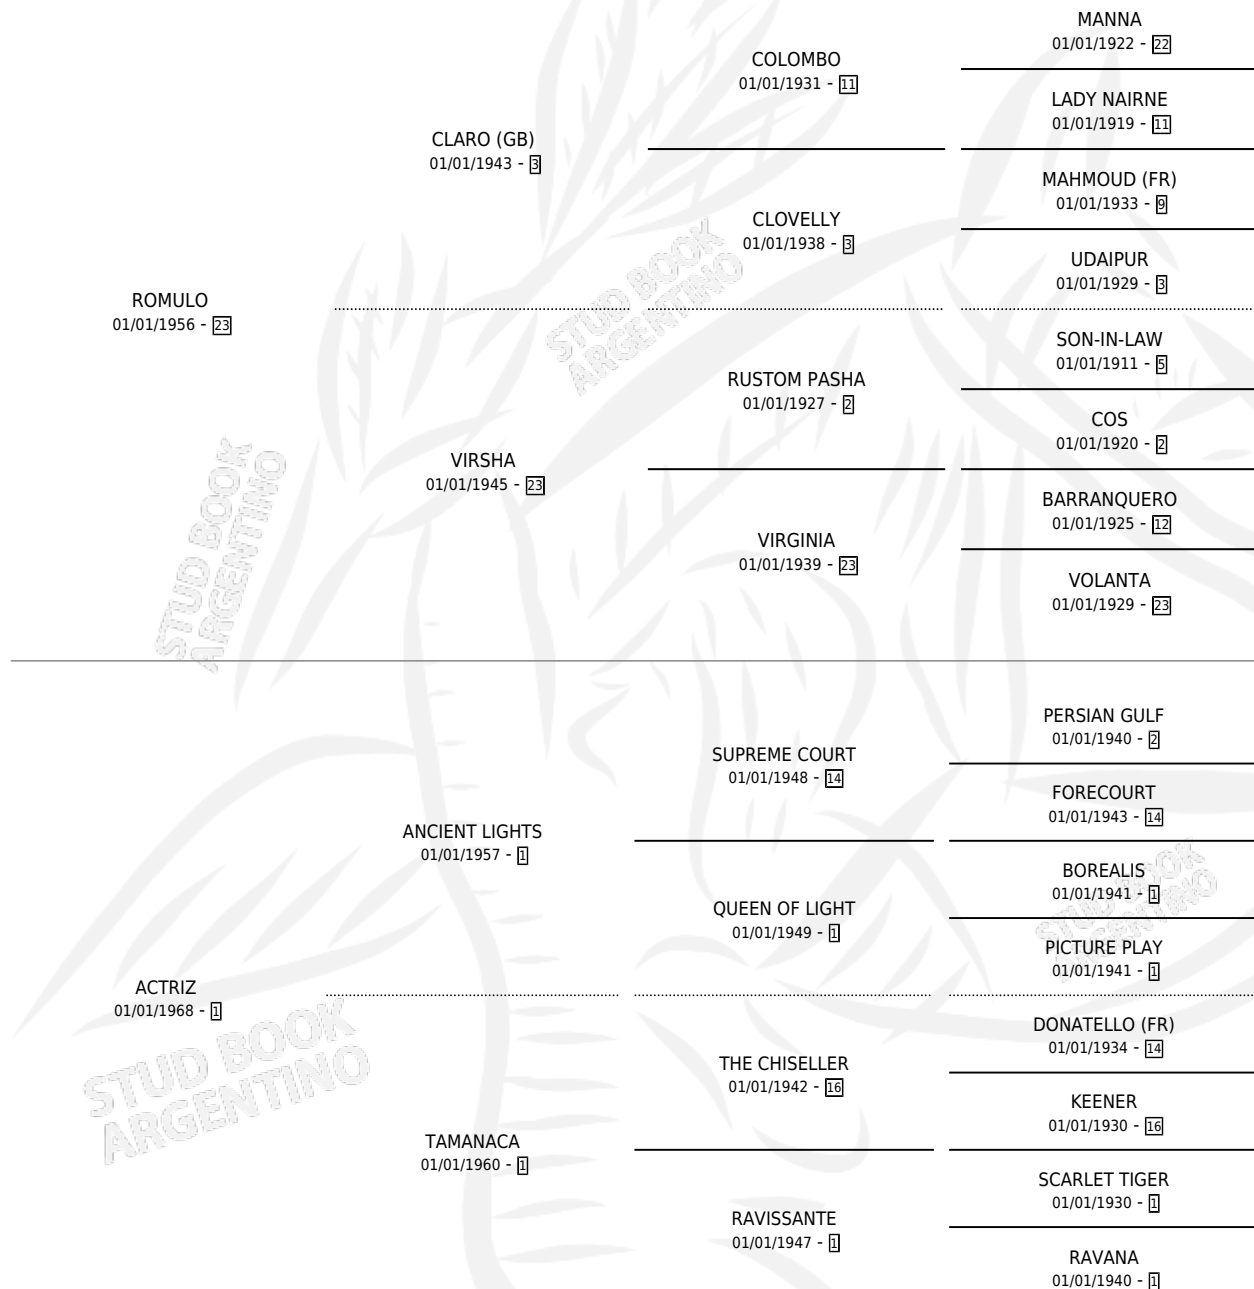 MANNA
01/01/1922 - 22
COLOMBO
01/01/1931 - 11
LADY NAIRNE
01/01/1919 - 11
CLARO (GB)
01/01/1943 - 3
MAHMOUD (FR)
01/01/1933 - 9
CLOVELLY
01/01/1938 - 3
UDAIPUR
01/01/1929 - 3
ROMULO
01/01/1956 - 23
STUD BOOK
ARGENTINO
SON-IN-LAW
01/01/1911 - 5
RUSTOM PASHA
01/01/1927 - 2
COS
01/01/1920 - 2
VIRSHA
01/01/1945 - 23
BARRANQUERO
01/01/1925 - 12
VIRGINIA
01/01/1939 - 23
VOLANTA
01/01/1929 - 23
STUD BOOK
ARGENTINO
PERSIAN GULF
01/01/1940 - 2
SUPREME COURT
01/01/1948 - 14
FORECOURT
01/01/1943 - 14
ANCIENT LIGHTS
01/01/1957 - 1
BOREALIS
01/01/1941 - 1
QUEEN OF LIGHT
01/01/1949 - 1
PICTURE PLAY
01/01/1941 - 1
STUD BOOK
ARGENTINO
ACTRIZ
01/01/1968 - 1
DONATELLO (FR)
01/01/1934 - 14
THE CHISELLER
01/01/1942 - 16
KEENER
01/01/1930 - 16
STUD BOOK
ARGENTINO
TAMANACA
01/01/1960 - 1
SCARLET TIGER
01/01/1930 - 1
RAVISSANTE
01/01/1947 - 1
RAVANA
01/01/1940 - 1